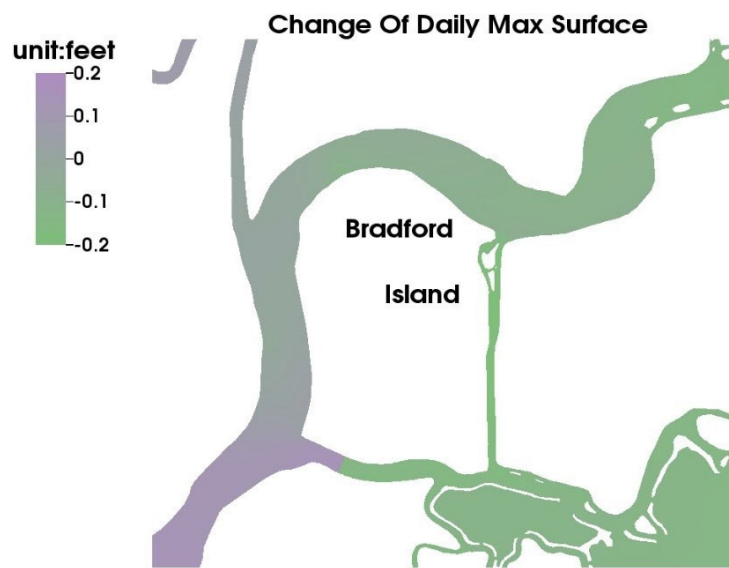 Change Of Daily Max Surface
unit:feet
0.2
0.1
0
-0.1
-0.2
Bradford
Island